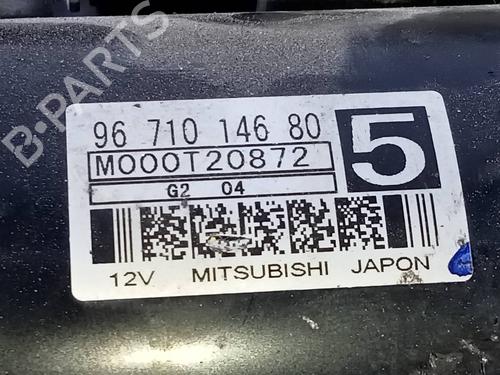 96 710 146 80
5
M000T20872
G2 04
12V MITSUBISHI JAPON
B-PARTS